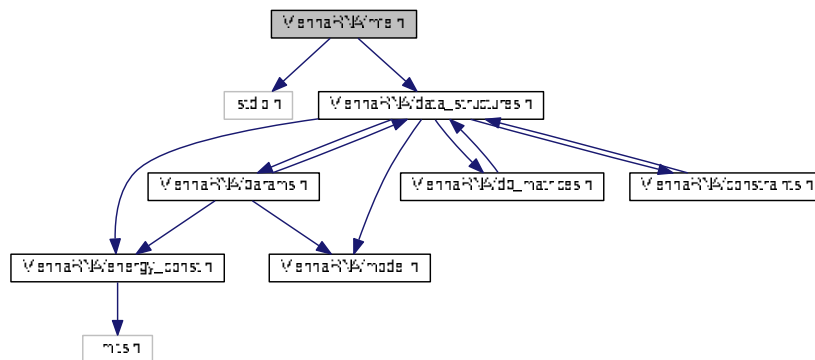 ViennaRNA/mfe.h
stdio.h
ViennaRNA/data_structures.h
ViennaRNA/params.h
ViennaRNA/dp_matrices.h
ViennaRNA/constraints.h
ViennaRNA/energy_const.h
ViennaRNA/model.h
limits.h